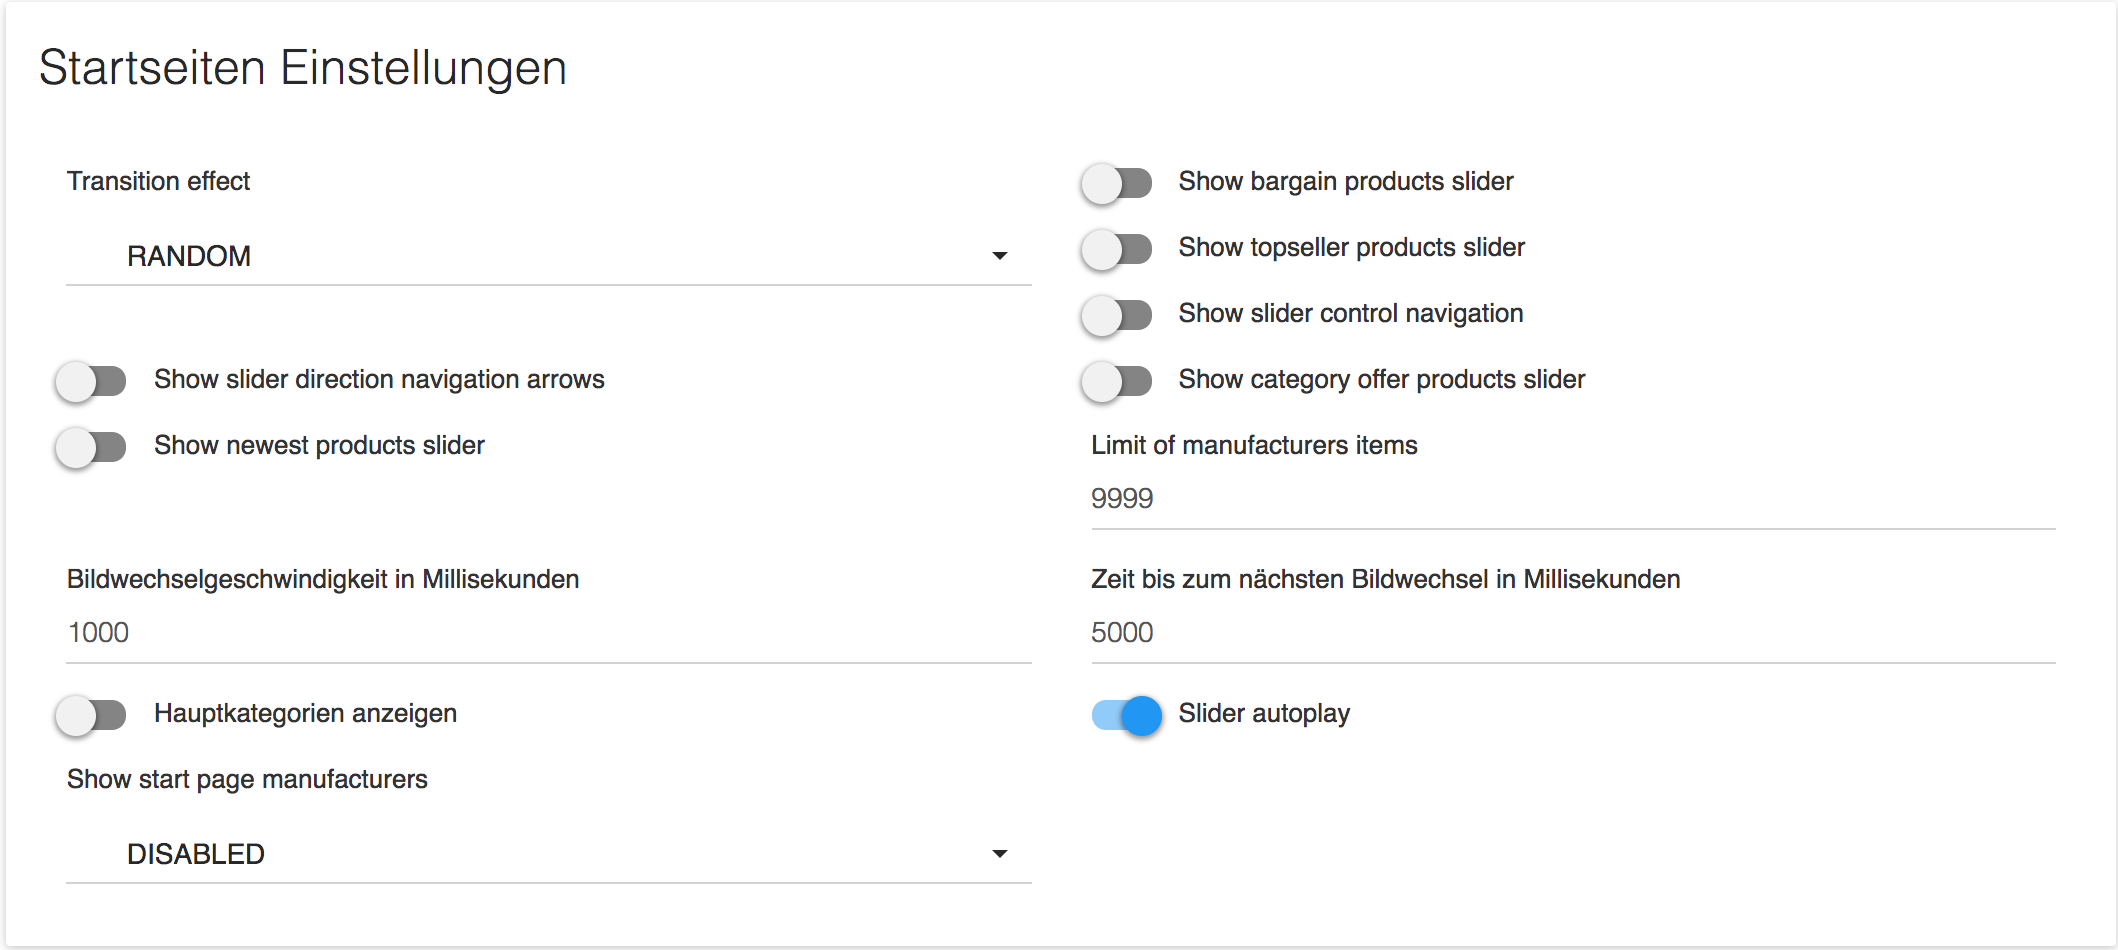 Startseiten Einstellungen
Transition effect
RANDOM
Show bargain products slider
Show topseller products slider
Show slider control navigation
Show slider direction navigation arrows
Show category offer products slider
Show newest products slider
Limit of manufacturers items
9999
Bildwechselgeschwindigkeit in Millisekunden
1000
Zeit bis zum nächsten Bildwechsel in Millisekunden
5000
Hauptkategorien anzeigen
Slider autoplay
Show start page manufacturers
DISABLED